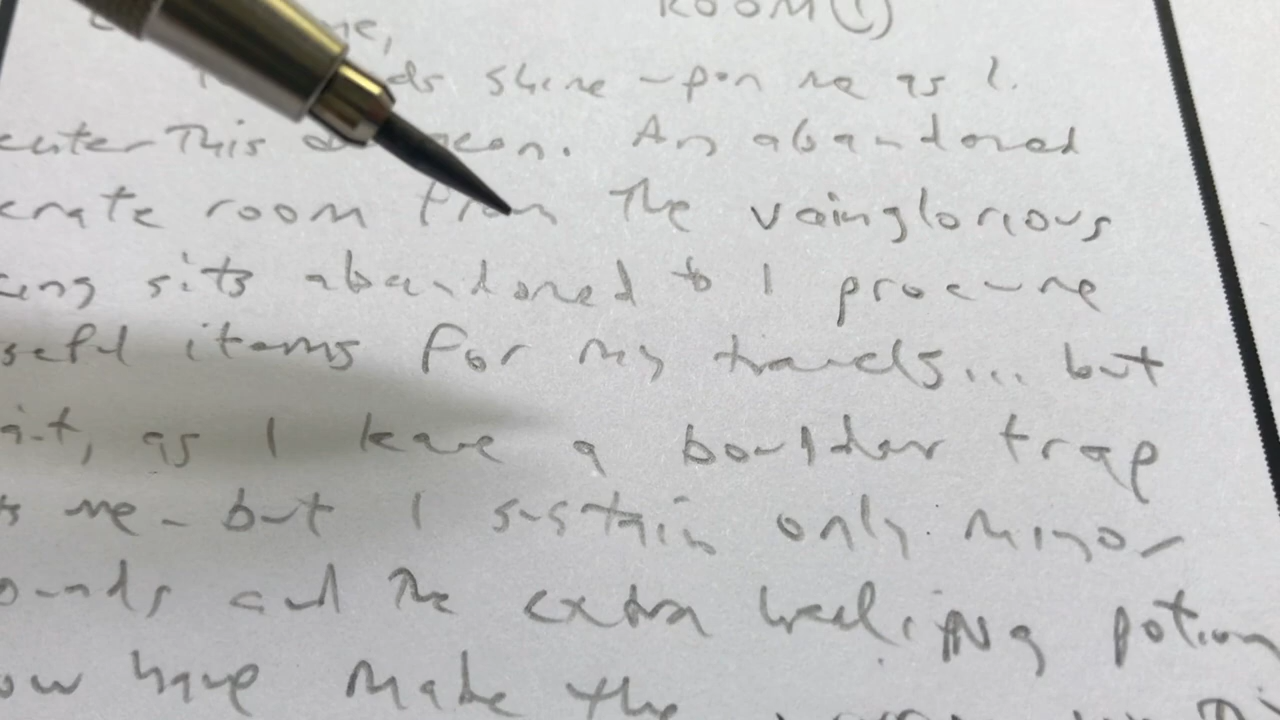 ROOM (1)
shine upon me as I
enter This An abandoned
crate room from the vainglorious
sits abandoned to I procure
items for my travels... but
as I leave a boulder trap
me - but I sustain only minor
and the extra healing potion
have make the